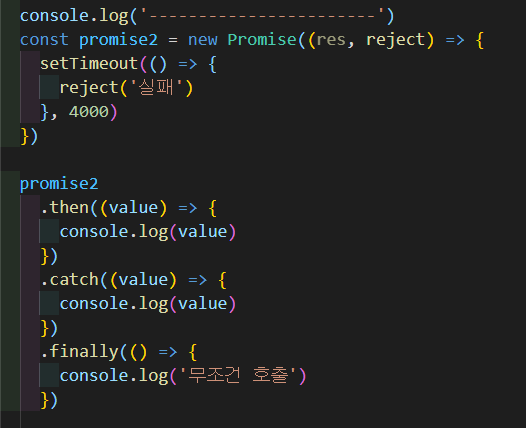 console.log('-----------------------')
const promise2 = new Promise((res, reject) => {
  setTimeout(() => {
    reject('실패')
  }, 4000)
})

promise2
  .then((value) => {
    console.log(value)
  })
  .catch((value) => {
    console.log(value)
  })
  .finally(() => {
    console.log('무조건 호출')
  })